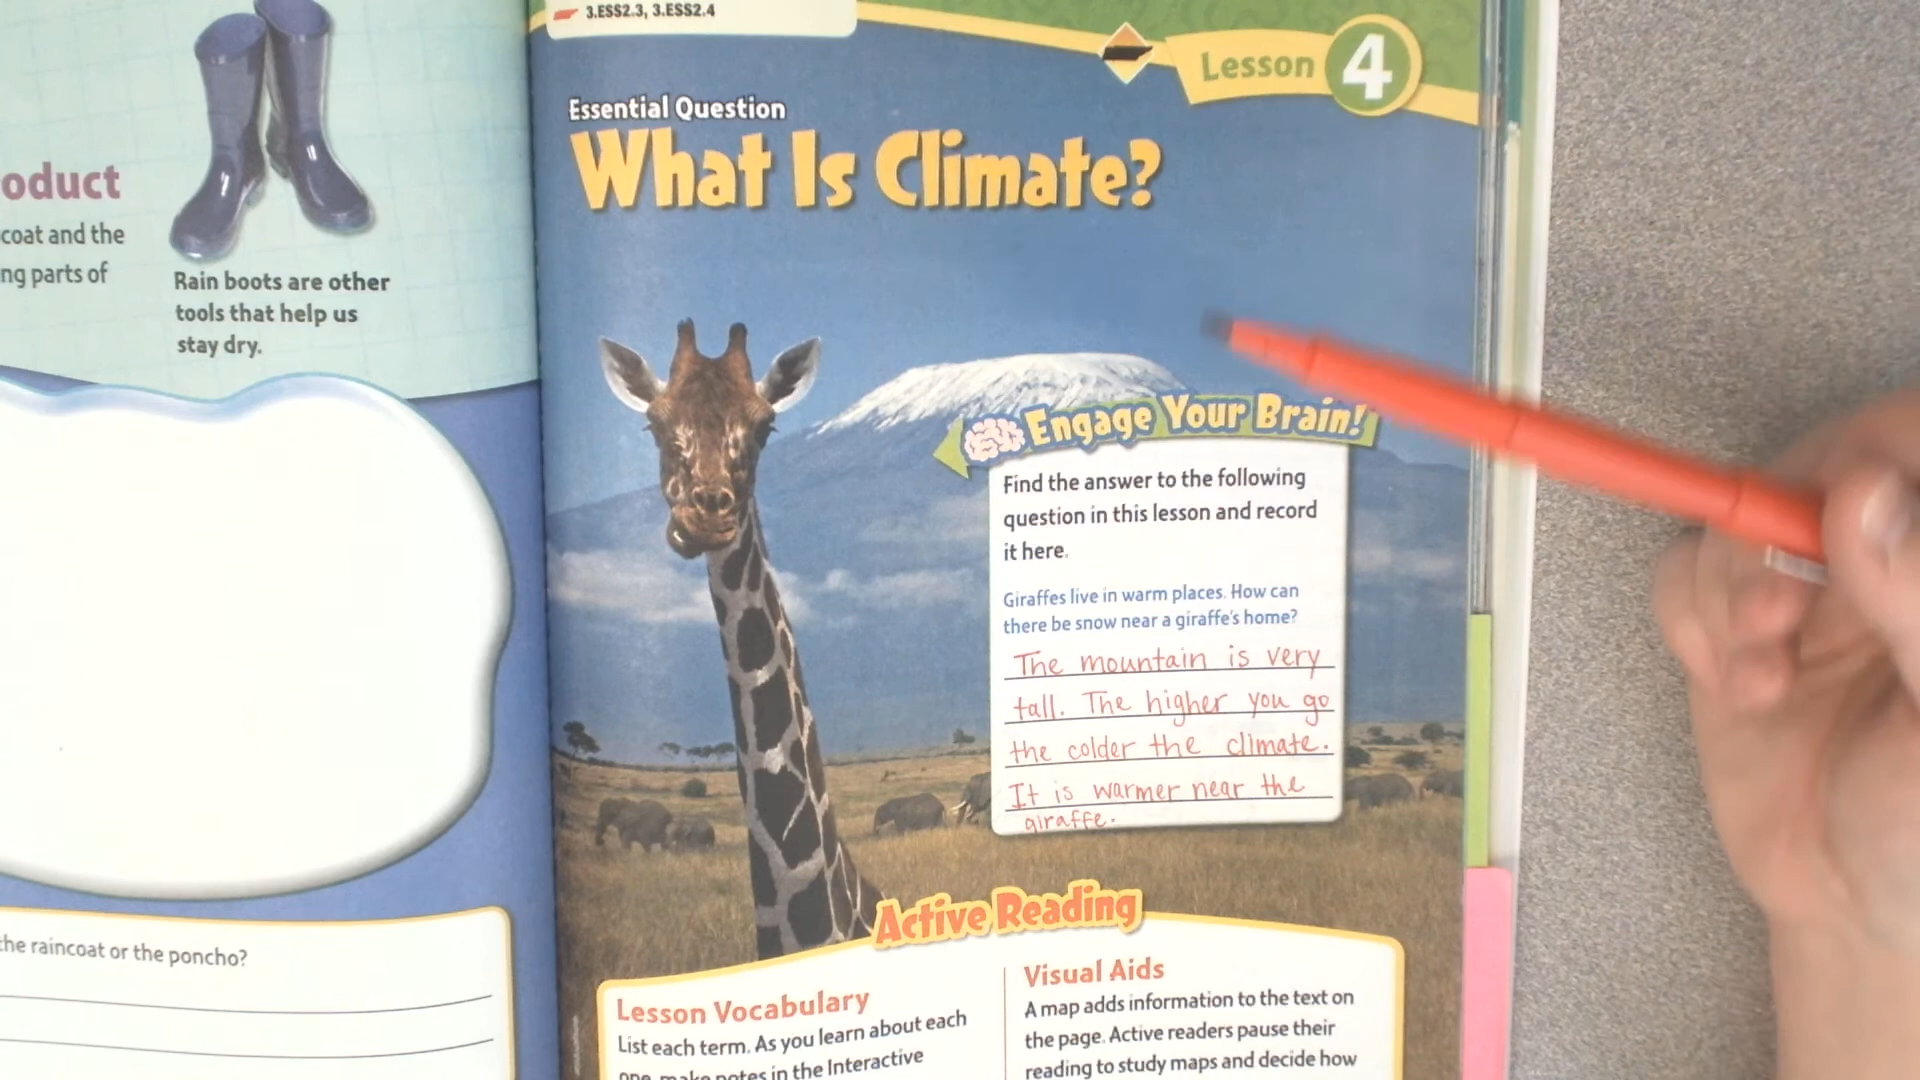 oduct
coat and the
ng parts of
Rain boots are other
tools that help us
stay dry.
the raincoat or the poncho?
3.ESS2.3, 3.ESS2.4
Lesson 4
Essential Question
What Is Climate?
Engage Your Brain!
Find the answer to the following
question in this lesson and record
it here.
Giraffes live in warm places. How can
there be snow near a giraffe's home?
The mountain is very
tall. The higher you go
the colder the climate.
It is warmer near the
giraffe.
Active Reading
Lesson Vocabulary
List each term. As you learn about each
one, make notes in the Interactive
Visual Aids
A map adds information to the text on
the page. Active readers pause their
reading to study maps and decide how